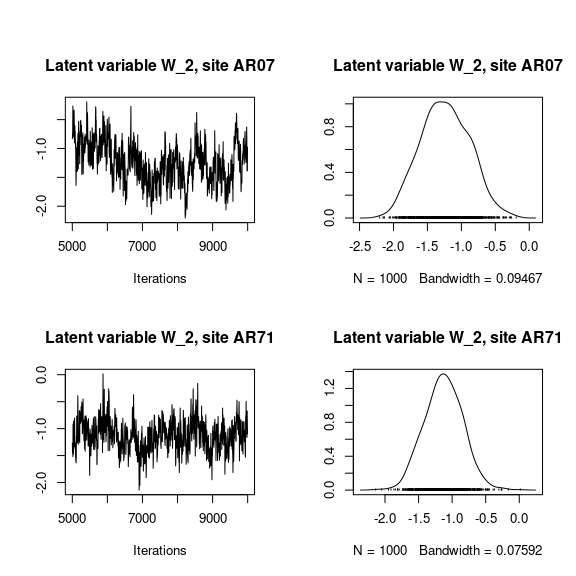 Latent variable W_2, site AR07
-1.0
-2.0
5000 7000 9000
Iterations
Latent variable W_2, site AR07
0.8
0.4
0.0
-2.5 -2.0 -1.5 -1.0 -0.5 0.0
N = 1000 Bandwidth = 0.09467
Latent variable W_2, site AR71
0.0
-1.0
-2.0
5000 7000 9000
Iterations
Latent variable W_2, site AR71
1.2
0.8
0.4
0.0
-2.0 -1.5 -1.0 -0.5 0.0
N = 1000 Bandwidth = 0.07592